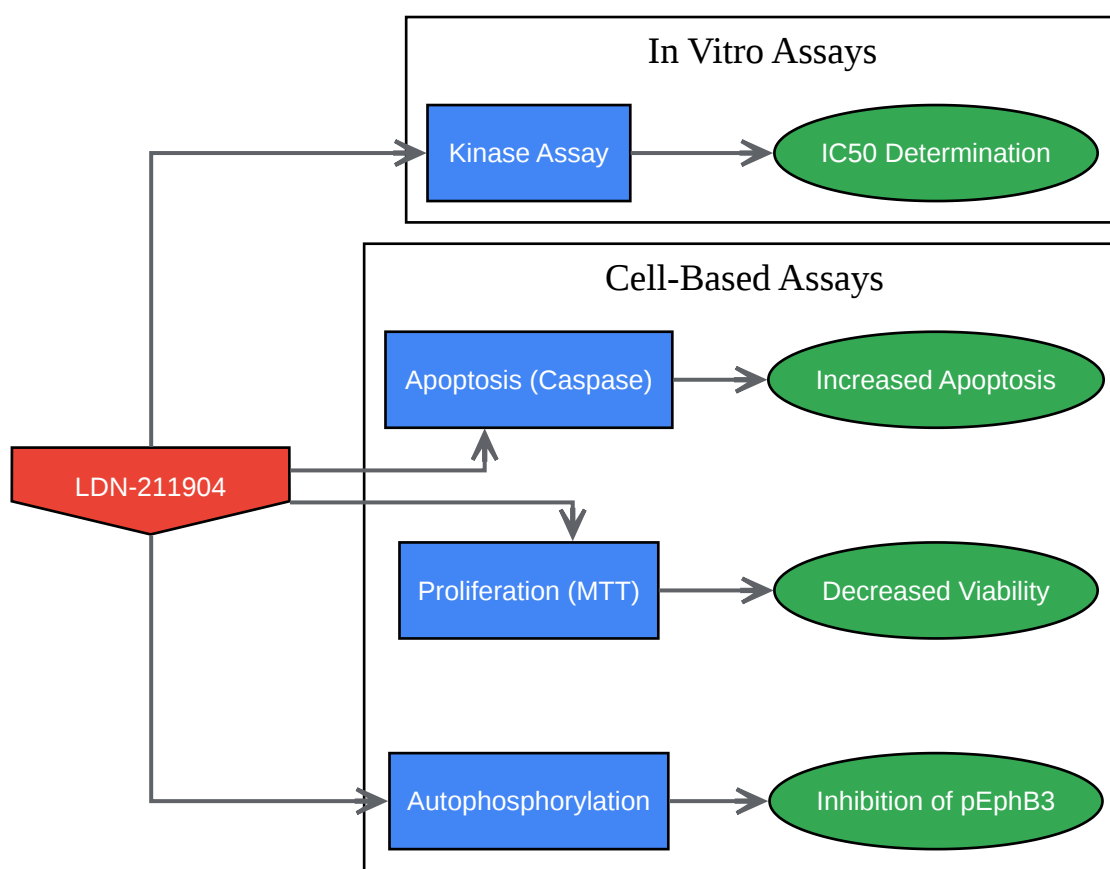 In Vitro Assays
Kinase Assay
IC50 Determination
Cell-Based Assays
Apoptosis (Caspase)
Increased Apoptosis
LDN-211904
Proliferation (MTT)
Decreased Viability
Autophosphorylation
Inhibition of pEphB3